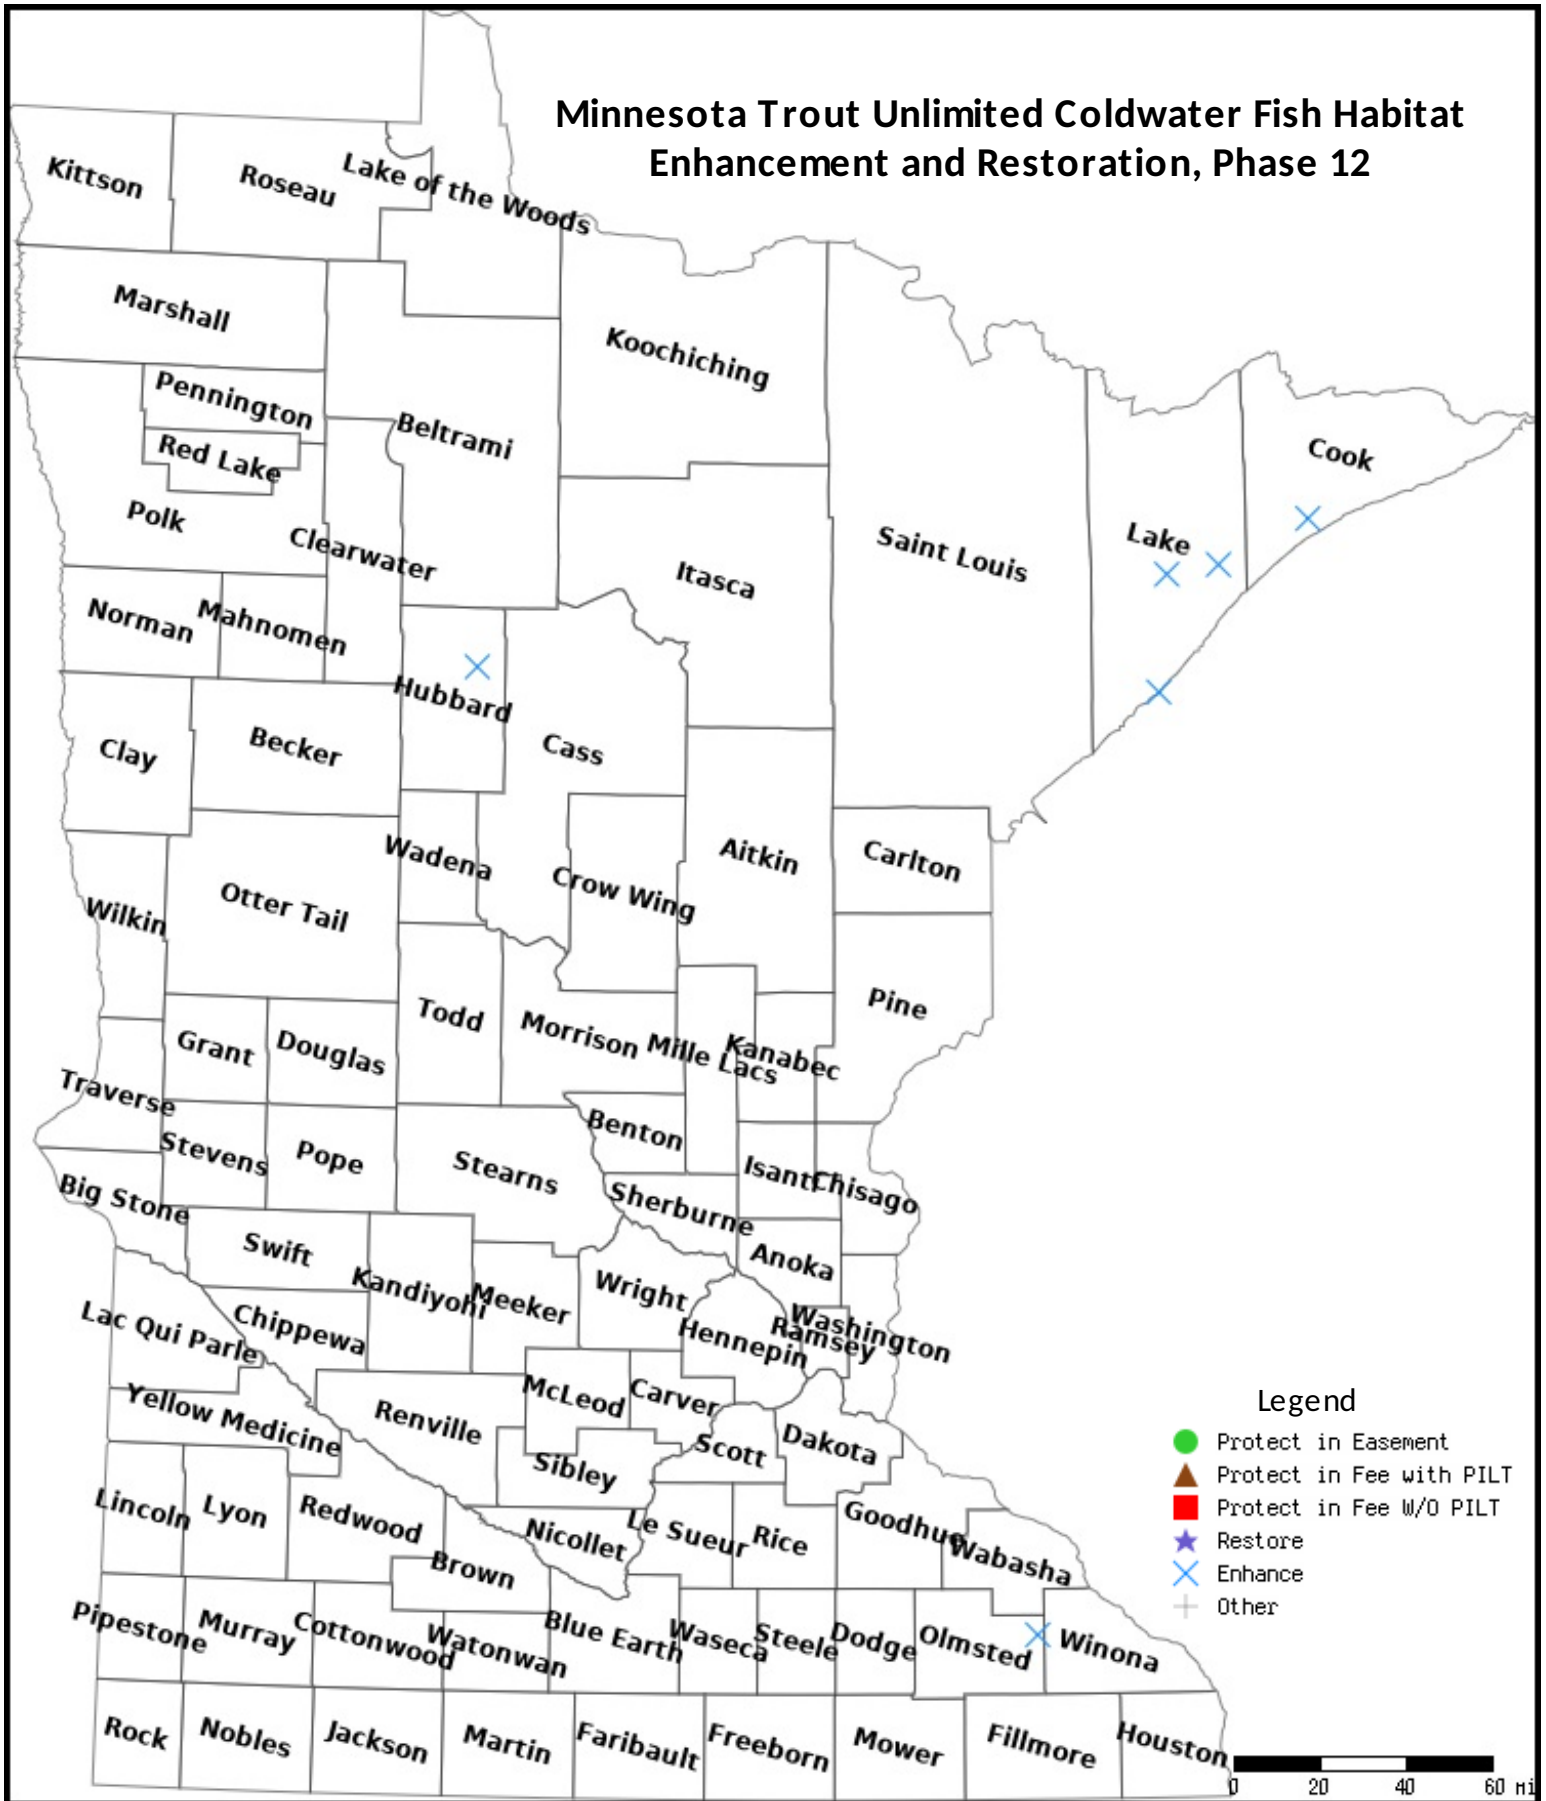 Minnesota Trout Unlimited Coldwater Fish Habitat
Enhancement and Restoration, Phase 12
Kittson
Roseau
Lake of the Woods
Marshall
Koochiching
Pennington
Beltrami
Red Lake
Cook
Polk
Clearwater
Saint Louis
Lake
Itasca
Norman
Mahnomen
Hubbard
Clay
Becker
Cass
Wadena
Aitkin
Carlton
Crow Wing
Wilkin
Otter Tail
Pine
Todd
Morrison
Mille Lacs
Kanabec
Grant
Douglas
Traverse
Benton
Stevens
Pope
Stearns
Isanti
Chisago
Big Stone
Sherburne
Swift
Anoka
Kandiyohi
Meeker
Wright
Washington
Ramsey
Hennepin
Lac Qui Parle
Chippewa
McLeod
Carver
Yellow Medicine
Renville
Scott
Dakota
Sibley
Lincoln
Lyon
Redwood
Nicollet
Le Sueur
Rice
Goodhue
Wabasha
Brown
Pipestone
Murray
Cottonwood
Watonwan
Blue Earth
Waseca
Steele
Dodge
Olmsted
Winona
Rock
Nobles
Jackson
Martin
Faribault
Freeborn
Mower
Fillmore
Houston
Legend
Protect in Easement
Protect in Fee with PILT
Protect in Fee W/O PILT
Restore
Enhance
Other
0 20 40 60 mi